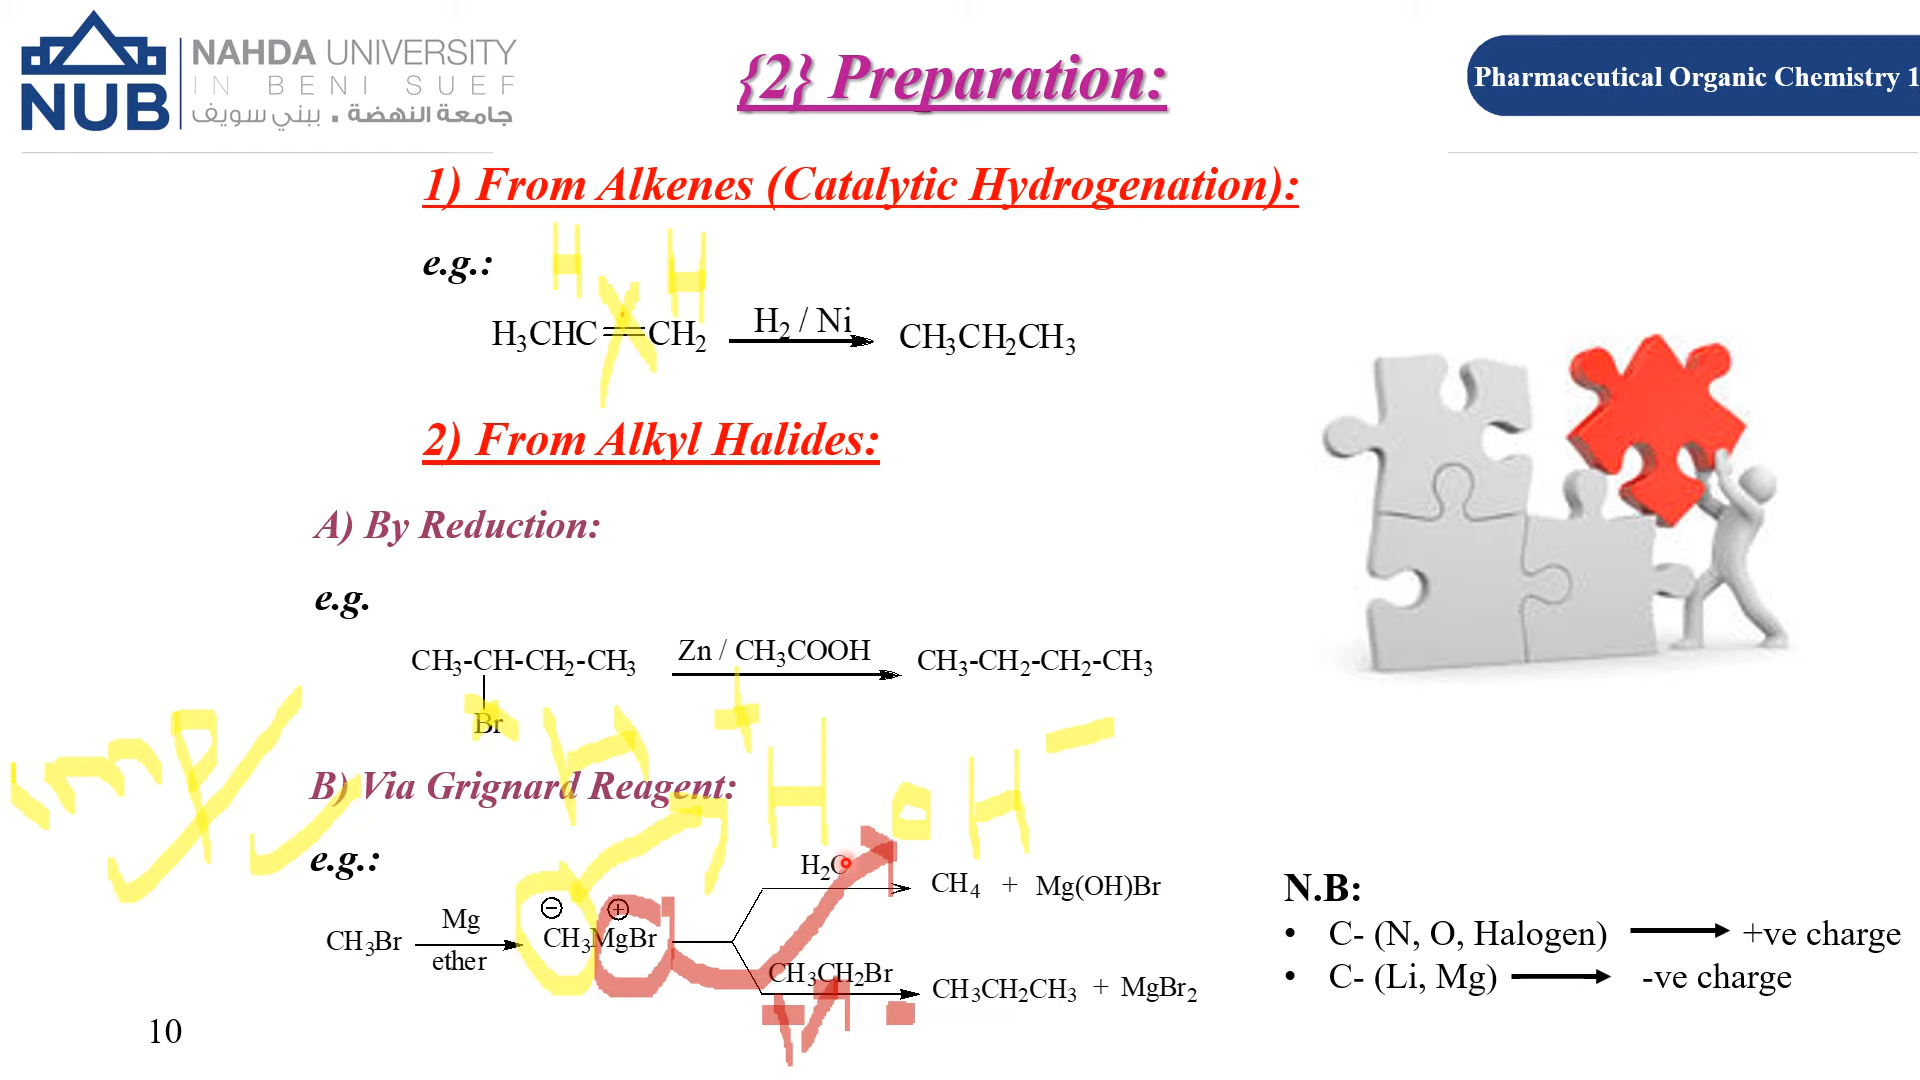 NUB
NAHDA UNIVERSITY
IN BENI SUEF
جامعة النهضة . ببني سويف
{2} Preparation:
Pharmaceutical Organic Chemistry 1
1) From Alkenes (Catalytic Hydrogenation):
e.g.:
H H
H₃CHC=CH₂ H₂ / Ni CH₃CH₂CH₃
2) From Alkyl Halides:
A) By Reduction:
e.g.
CH₃-CH-CH₂-CH₃ Zn / CH₃COOH CH₃-CH₂-CH₂-CH₃
Br
H + H OH -
imp
B) Via Grignard Reagent:
e.g.:
CH₃Br Mg ether CH₃MgBr
- +
H₂O CH₄ + Mg(OH)Br
CH₃CH₂Br CH₃CH₂CH₃ + MgBr₂
N.B:
• C- (N, O, Halogen) +ve charge
• C- (Li, Mg) -ve charge
10